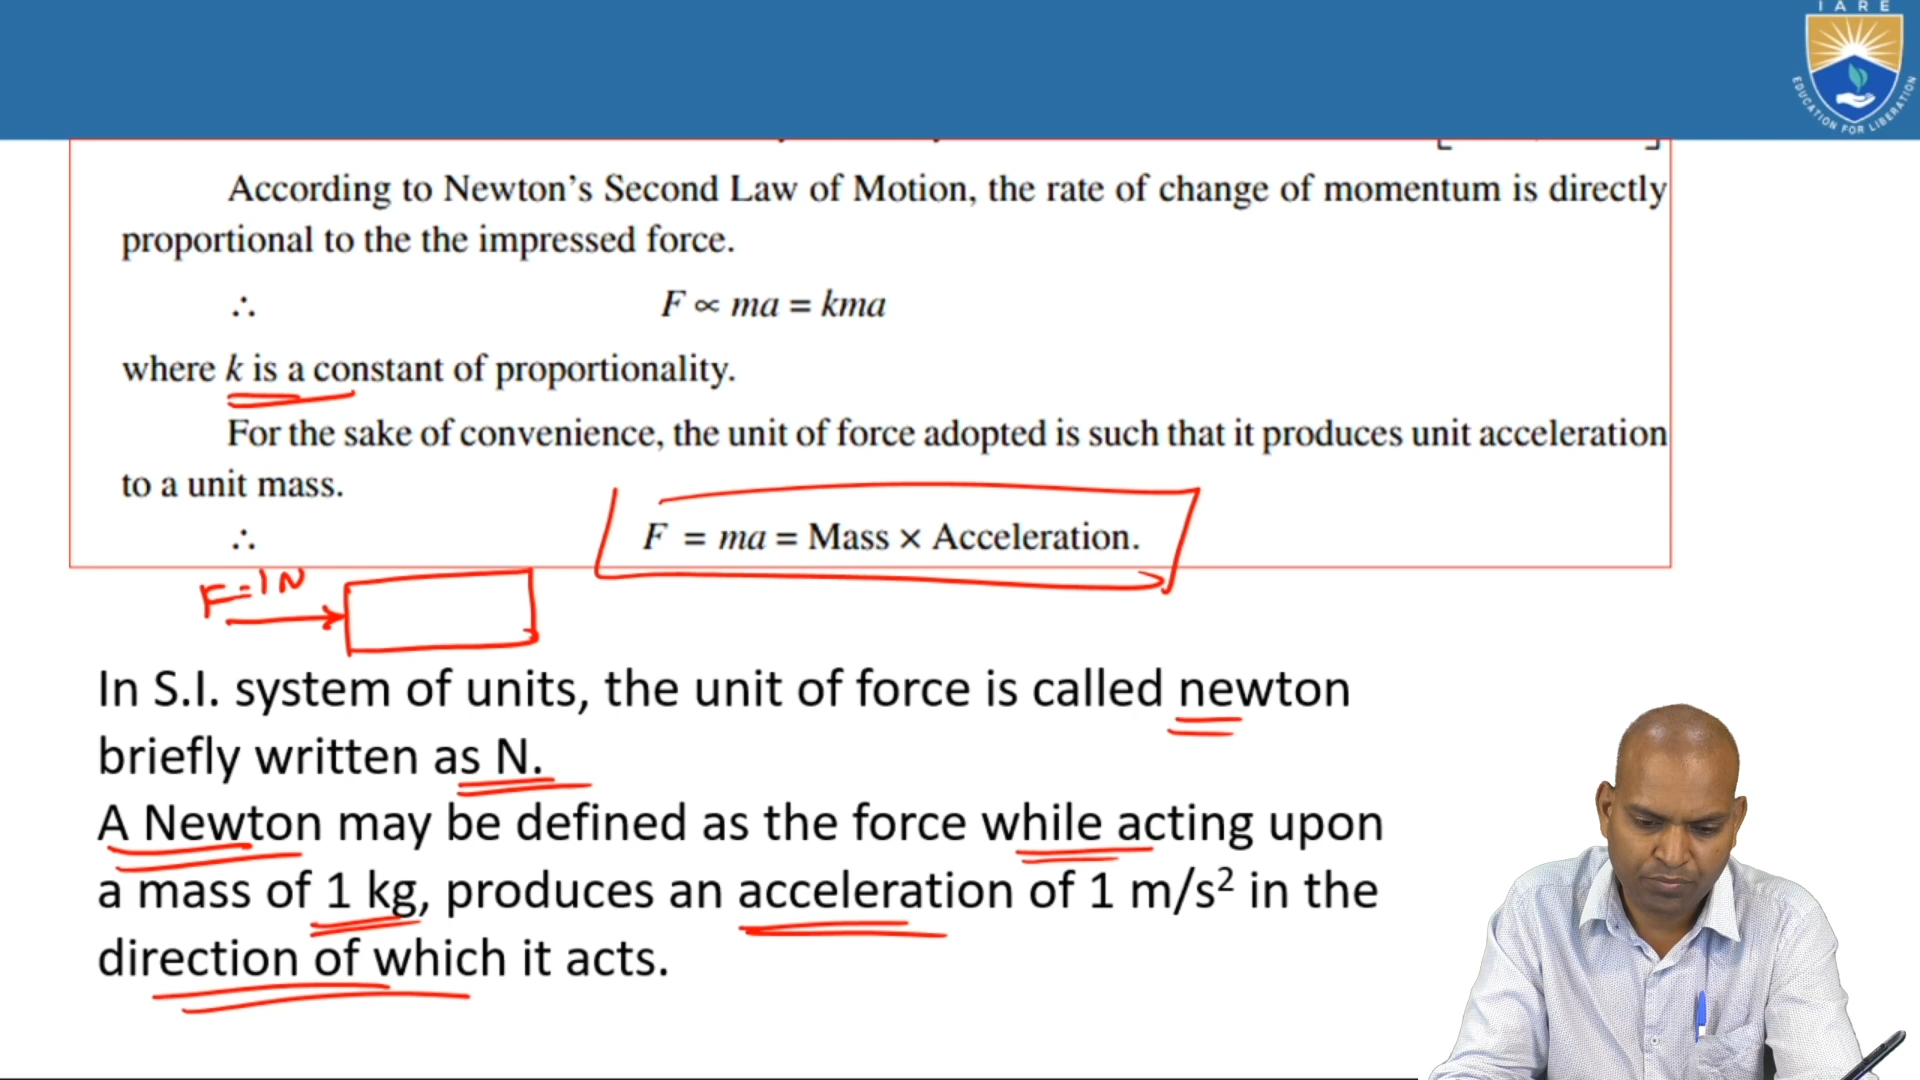 IARE
EDUCATION FOR LIBERATION
According to Newton's Second Law of Motion, the rate of change of momentum is directly
proportional to the the impressed force.
∴ F ∝ ma = kma
where k is a constant of proportionality.
For the sake of convenience, the unit of force adopted is such that it produces unit acceleration
to a unit mass.
∴ F = ma = Mass × Acceleration.
F=1N
In S.I. system of units, the unit of force is called newton
briefly written as N.
A Newton may be defined as the force while acting upon
a mass of 1 kg, produces an acceleration of 1 m/s² in the
direction of which it acts.